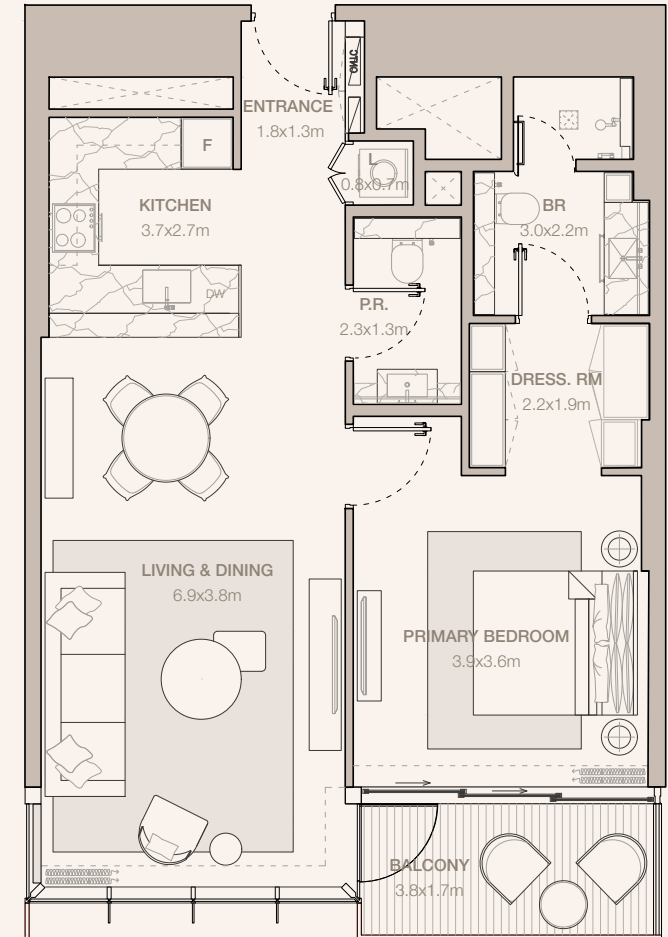 ENTRANCE
1.8x1.3m
F
L
0.8x0.7m
KITCHEN
3.7x2.7m
BR
3.0x2.2m
DW
P.R.
2.3x1.3m
DRESS. RM
2.2x1.9m
LIVING & DINING
6.9x3.8m
PRIMARY BEDROOM
3.9x3.6m
BALCONY
3.8x1.7m